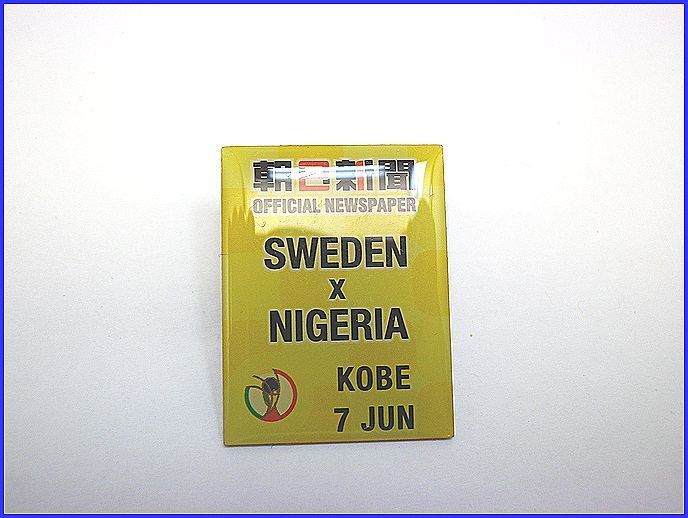 朝日新聞
OFFICIAL NEWSPAPER
SWEDEN
X
NIGERIA
KOBE
7 JUN